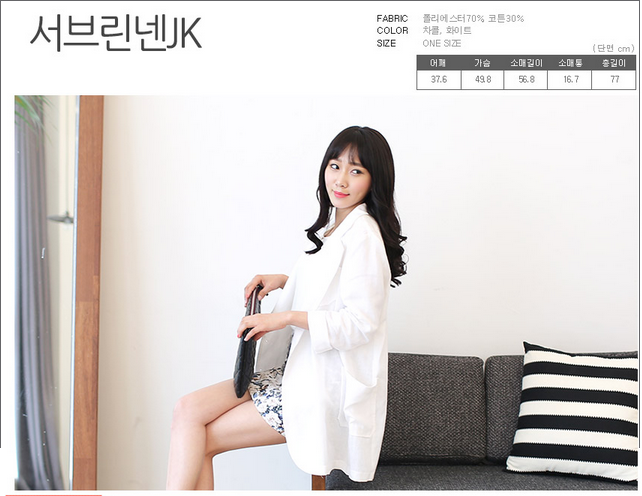 서브린넨JK
FABRIC 폴리에스터70% 코튼30%
COLOR 차콜, 화이트
SIZE ONE SIZE
(단면 cm)
어깨 가슴 소매길이 소매통 총길이
37.6 49.8 56.8 16.7 77